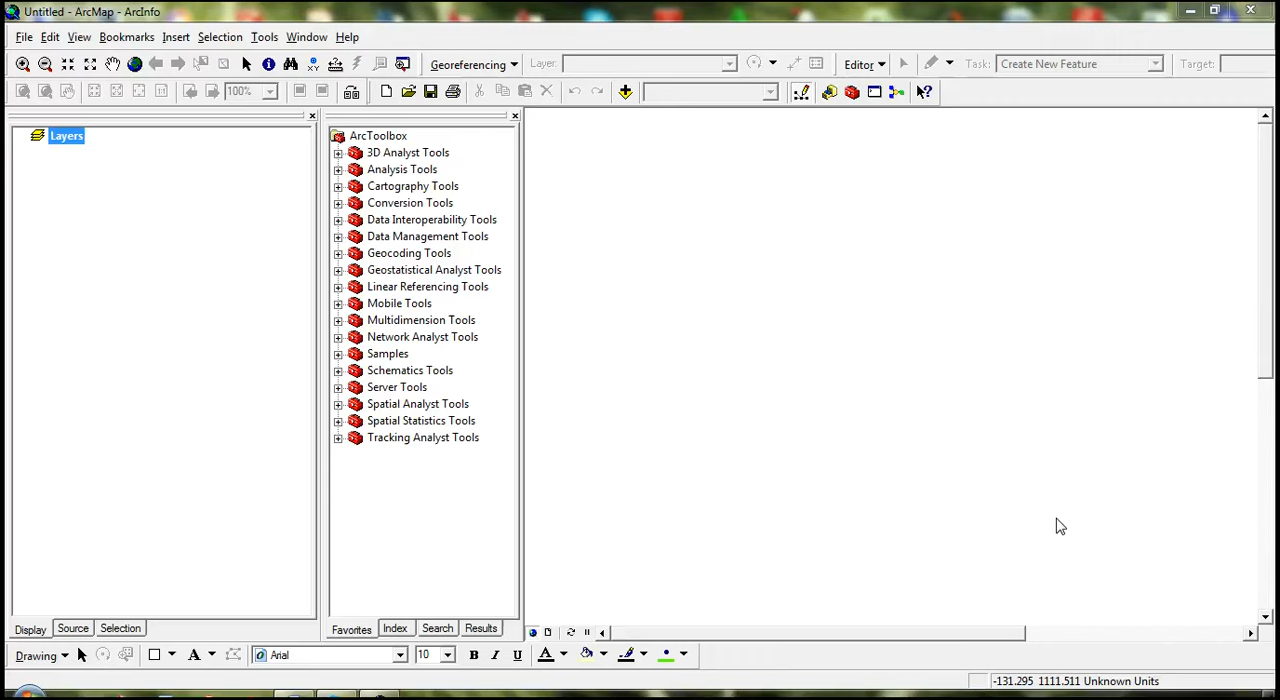 Untitled - ArcMap - ArcInfo
File Edit View Bookmarks Insert Selection Tools Window Help
Georeferencing Layer: Editor Task: Create New Feature Target:
100%
Layers
ArcToolbox
3D Analyst Tools
Analysis Tools
Cartography Tools
Conversion Tools
Data Interoperability Tools
Data Management Tools
Geocoding Tools
Geostatistical Analyst Tools
Linear Referencing Tools
Mobile Tools
Multidimension Tools
Network Analyst Tools
Samples
Schematics Tools
Server Tools
Spatial Analyst Tools
Spatial Statistics Tools
Tracking Analyst Tools
Display Source Selection Favorites Index Search Results
Drawing A Arial 10 B I U A
-131.295 1111.511 Unknown Units